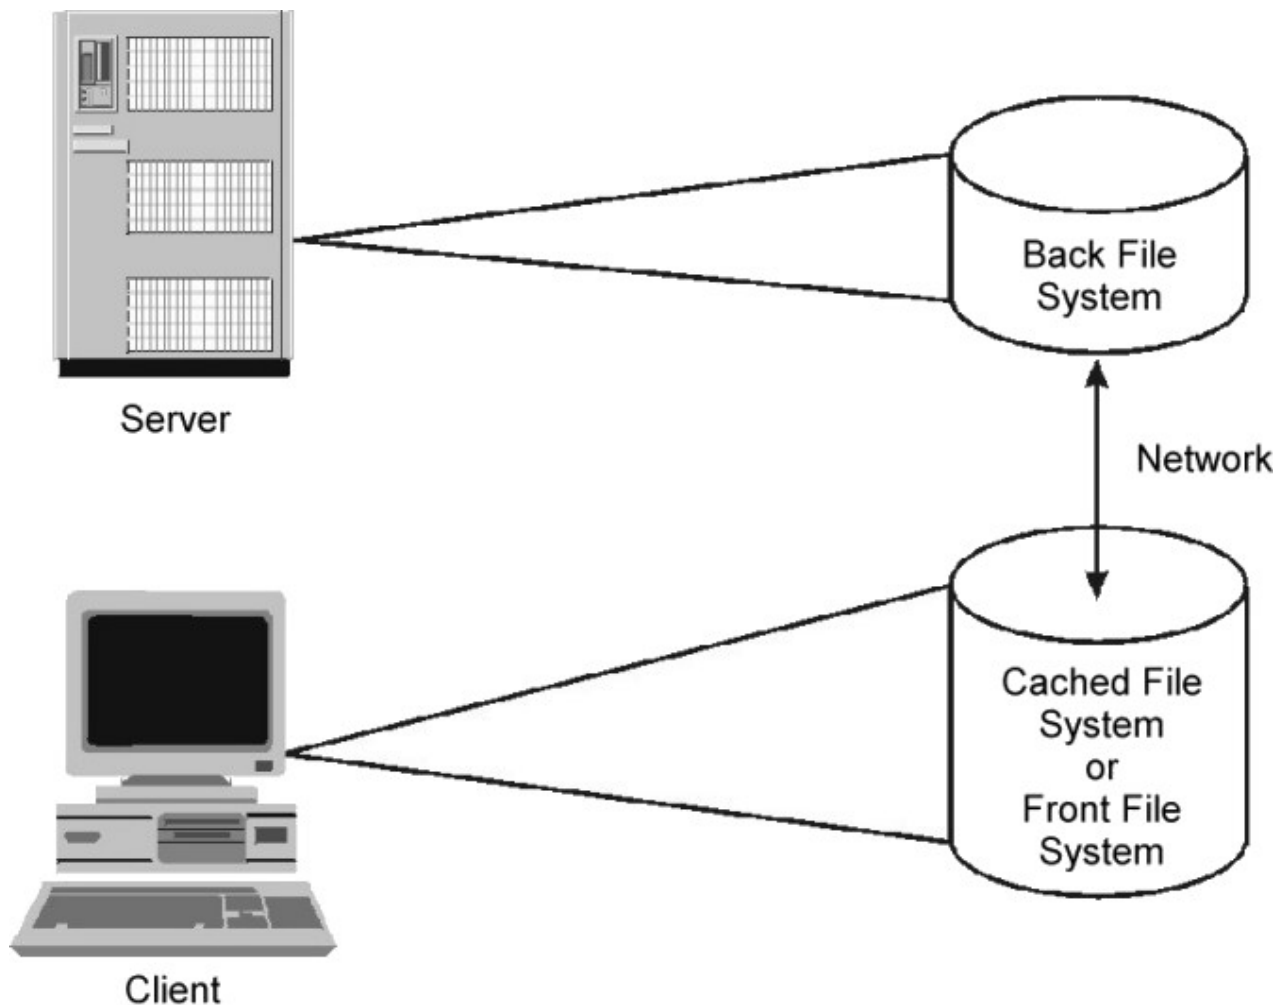 Back File
System
Server
Network
Cached File
System
or
Front File
System
Client